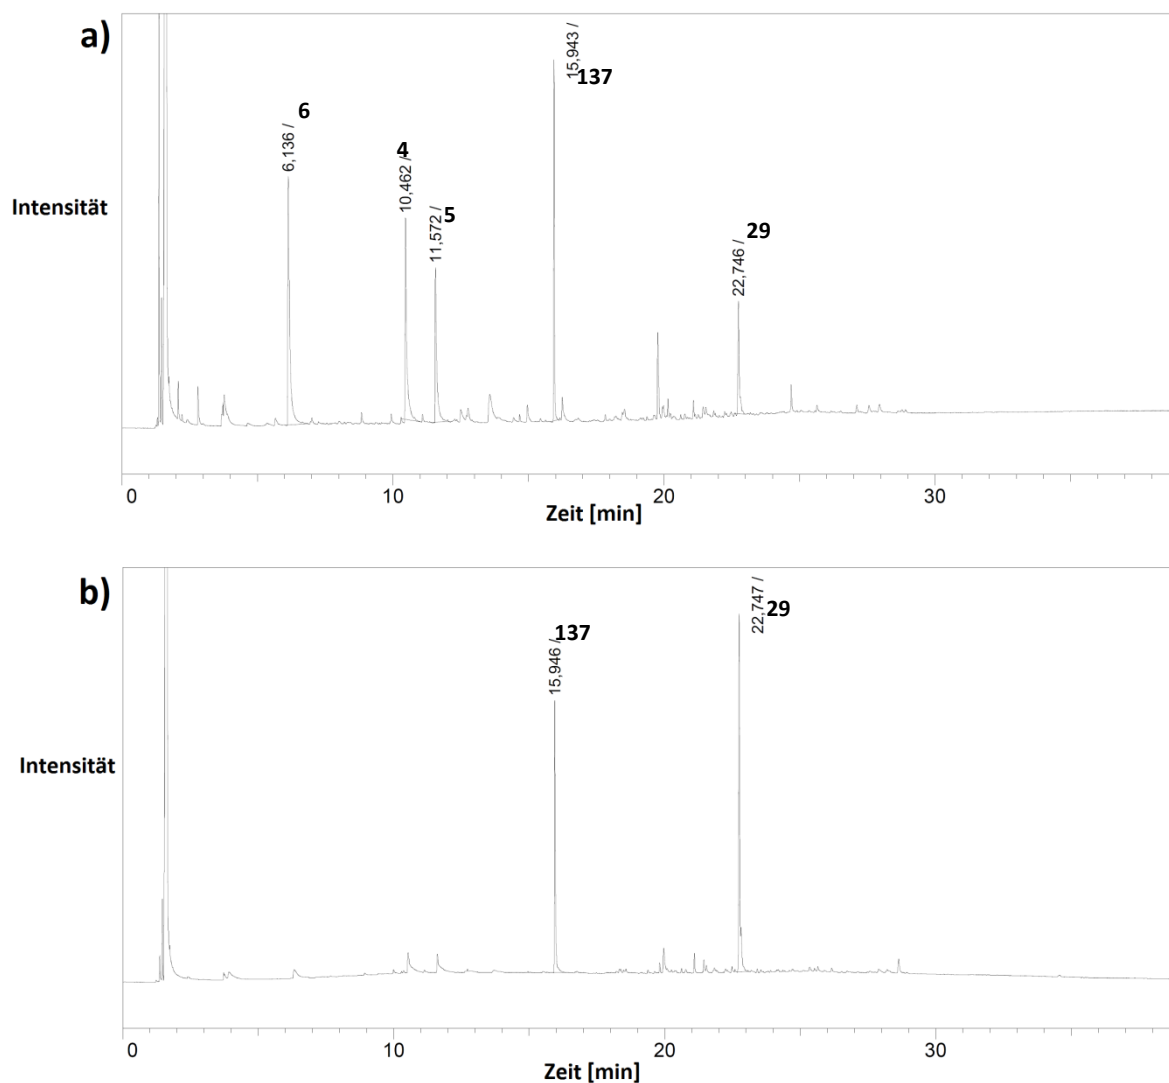 a)
15,943 /
137
6
6,136 /
4
10,462 /
5
11,572 /
29
22,746 /
Intensität
0 10 20 30
Zeit [min]
b)
22,747 /
29
137
15,946 /
Intensität
0 10 20 30
Zeit [min]